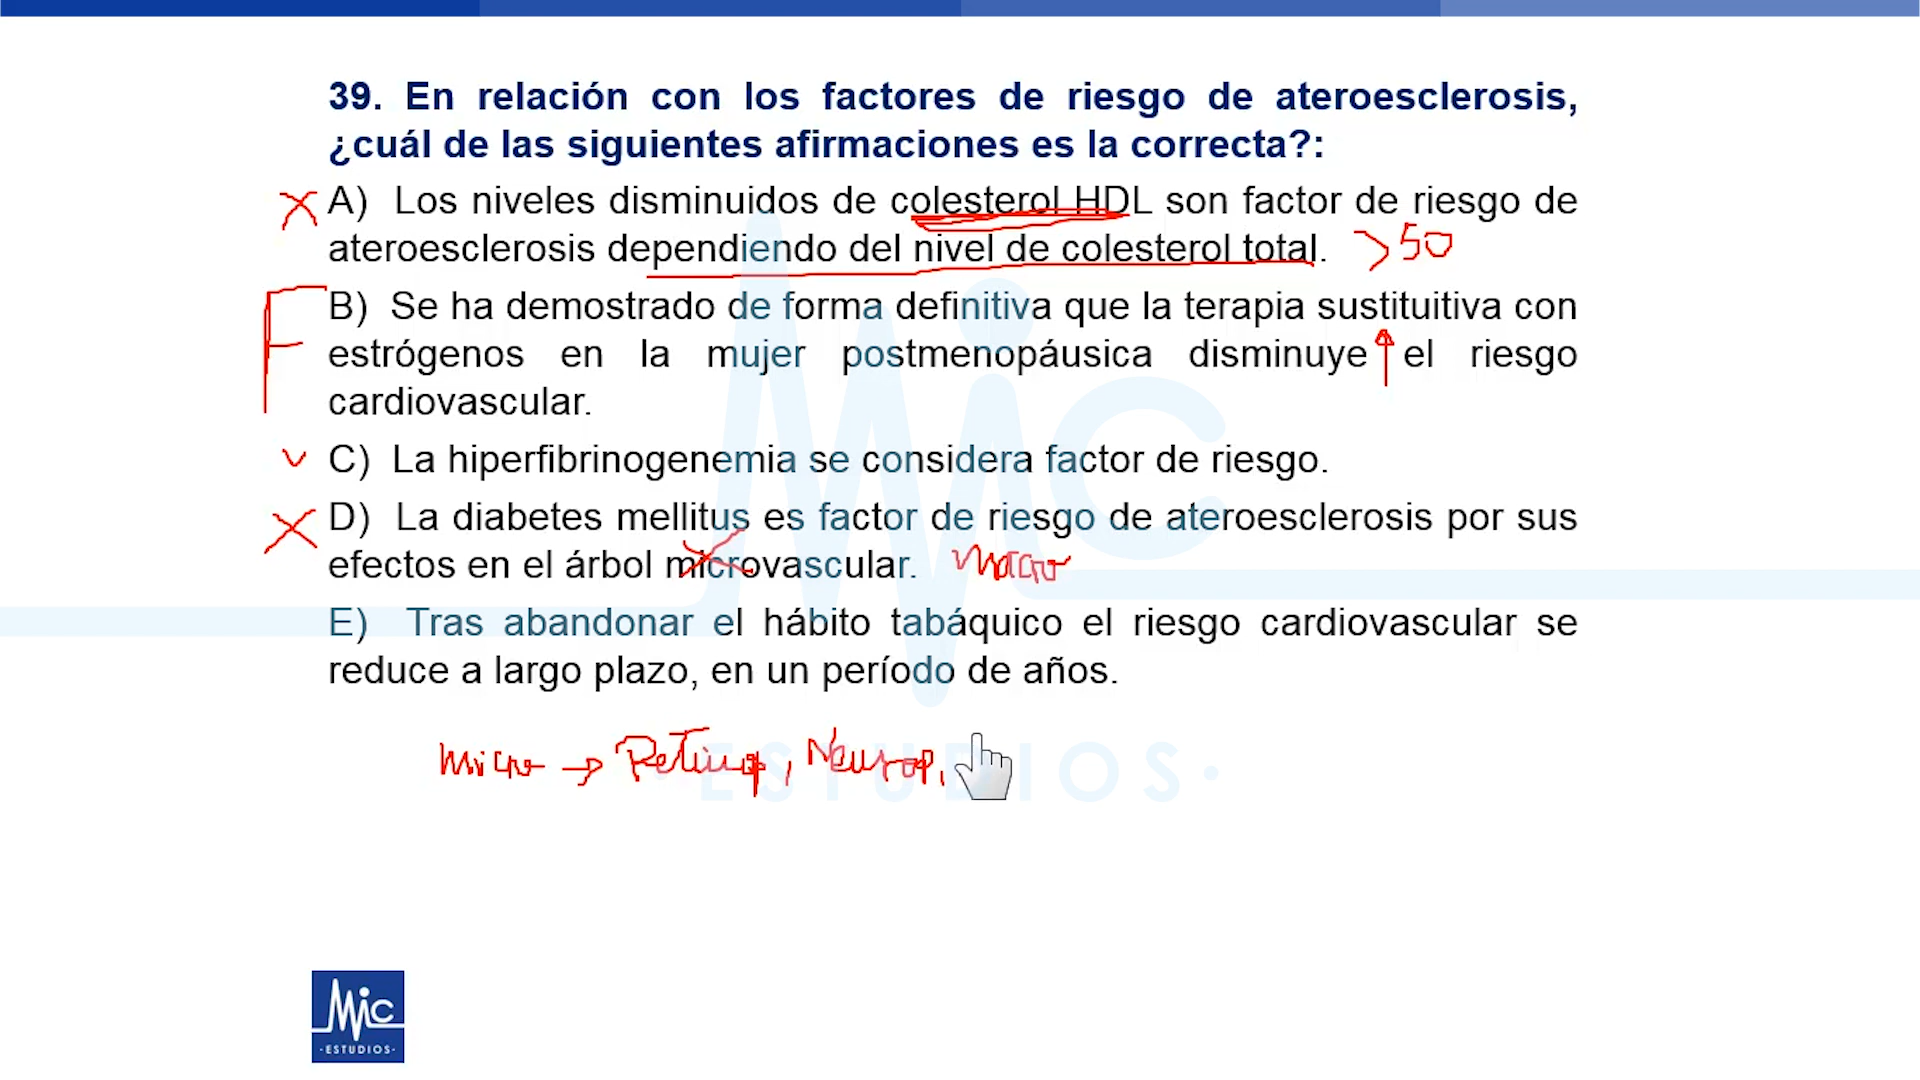 39. En relación con los factores de riesgo de ateroesclerosis,
¿cuál de las siguientes afirmaciones es la correcta?:
A) Los niveles disminuidos de colesterol HDL son factor de riesgo de
ateroesclerosis dependiendo del nivel de colesterol total. >50
F B) Se ha demostrado de forma definitiva que la terapia sustituitiva con
estrógenos en la mujer postmenopáusica disminuye ↑ el riesgo
cardiovascular.
C) La hiperfibrinogenemia se considera factor de riesgo.
D) La diabetes mellitus es factor de riesgo de ateroesclerosis por sus
efectos en el árbol microvascular. macro
E) Tras abandonar el hábito tabáquico el riesgo cardiovascular se
reduce a largo plazo, en un período de años.
micro → Retinop, Neurop,
·ESTUDIOS·
Mic
·ESTUDIOS·